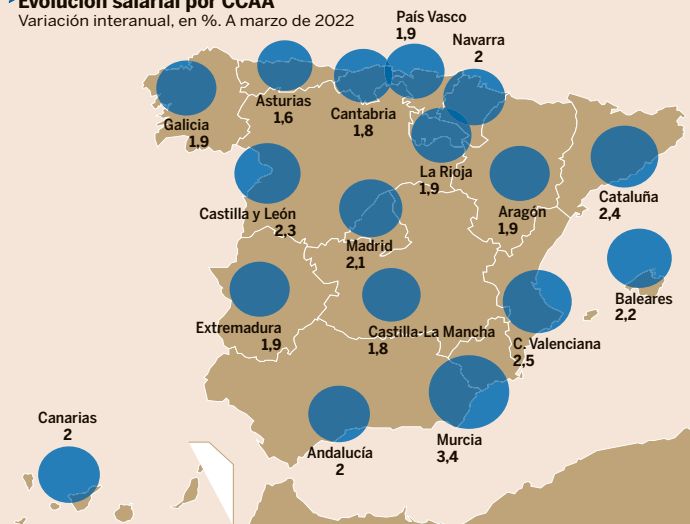 Evolución salarial por CCAA
Variación interanual, en %. A marzo de 2022
País Vasco
1,9
Navarra
2
Asturias
1,6
Cantabria
1,8
Galicia
1,9
La Rioja
1,9
Cataluña
2,4
Aragón
1,9
Castilla y León
2,3
Madrid
2,1
Baleares
2,2
Extremadura
1,9
Castilla-La Mancha
1,8
C. Valenciana
2,5
Canarias
2
Andalucía
2
Murcia
3,4